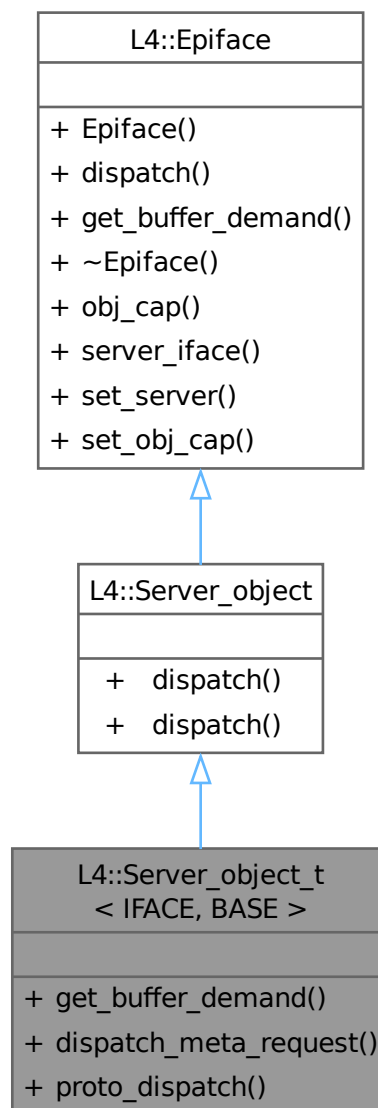 L4::Epiface
+ Epiface()
+ dispatch()
+ get_buffer_demand()
+ ~Epiface()
+ obj_cap()
+ server_iface()
+ set_server()
+ set_obj_cap()
L4::Server_object
+ dispatch()
+ dispatch()
L4::Server_object_t
< IFACE, BASE >
+ get_buffer_demand()
+ dispatch_meta_request()
+ proto_dispatch()